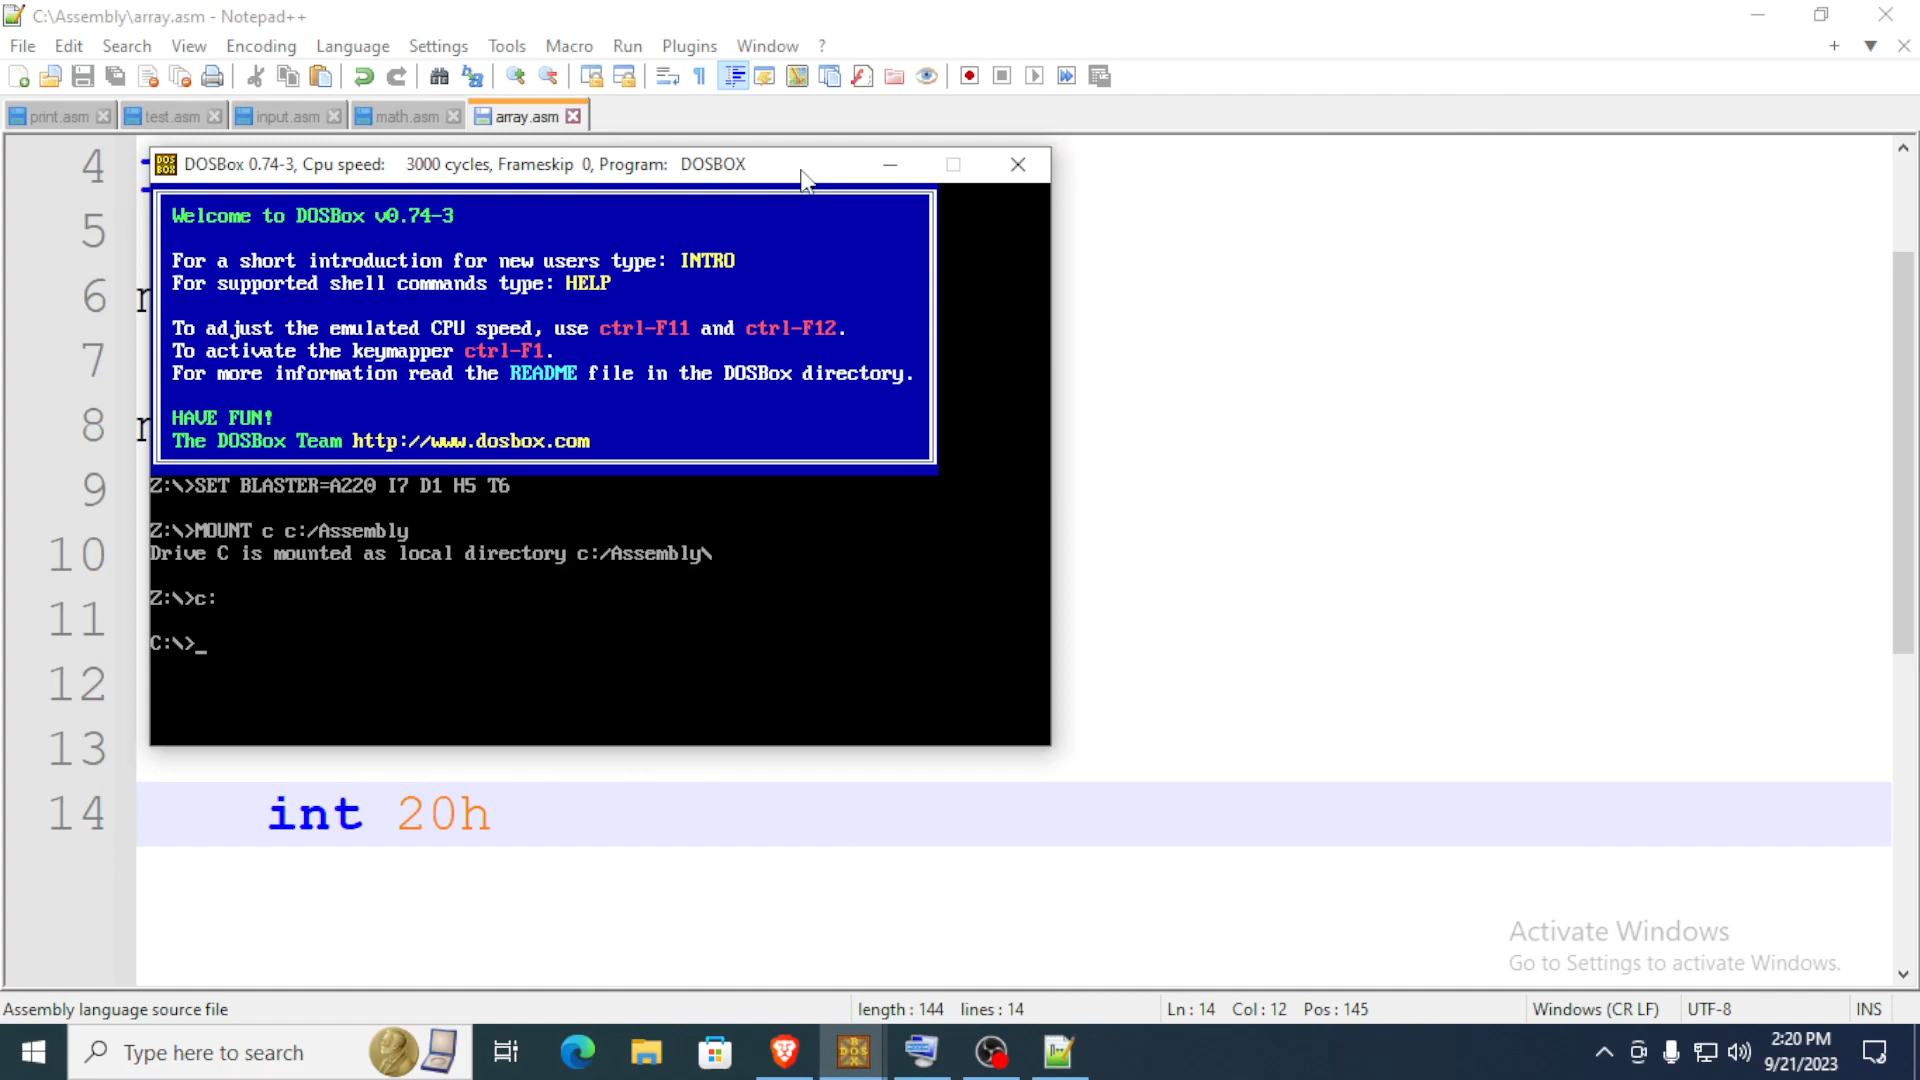 C:\Assembly\array.asm - Notepad++
File Edit Search View Encoding Language Settings Tools Macro Run Plugins Window ?
print.asm test.asm input.asm math.asm array.asm
4
5
6
7
8
9
10
11
12
13
14 int 20h
DOSBox 0.74-3, Cpu speed: 3000 cycles, Frameskip 0, Program: DOSBOX
Welcome to DOSBox v0.74-3
For a short introduction for new users type: INTRO
For supported shell commands type: HELP
To adjust the emulated CPU speed, use ctrl-F11 and ctrl-F12.
To activate the keymapper ctrl-F1.
For more information read the README file in the DOSBox directory.
HAVE FUN!
The DOSBox Team http://www.dosbox.com
Z:\>SET BLASTER=A220 I7 D1 H5 T6
Z:\>MOUNT c c:/Assembly
Drive C is mounted as local directory c:/Assembly\
Z:\>c:
C:\>_
Activate Windows
Go to Settings to activate Windows.
Assembly language source file length : 144 lines : 14 Ln : 14 Col : 12 Pos : 145 Windows (CR LF) UTF-8 INS
Type here to search
2:20 PM
9/21/2023